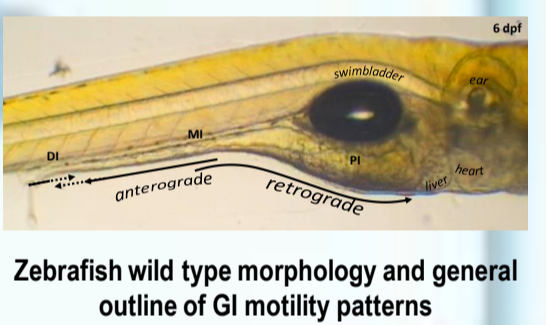 6 dpf
swimbladder
ear
MI
DI
PI
heart
liver
anterograde
retrograde
Zebrafish wild type morphology and general
outline of GI motility patterns